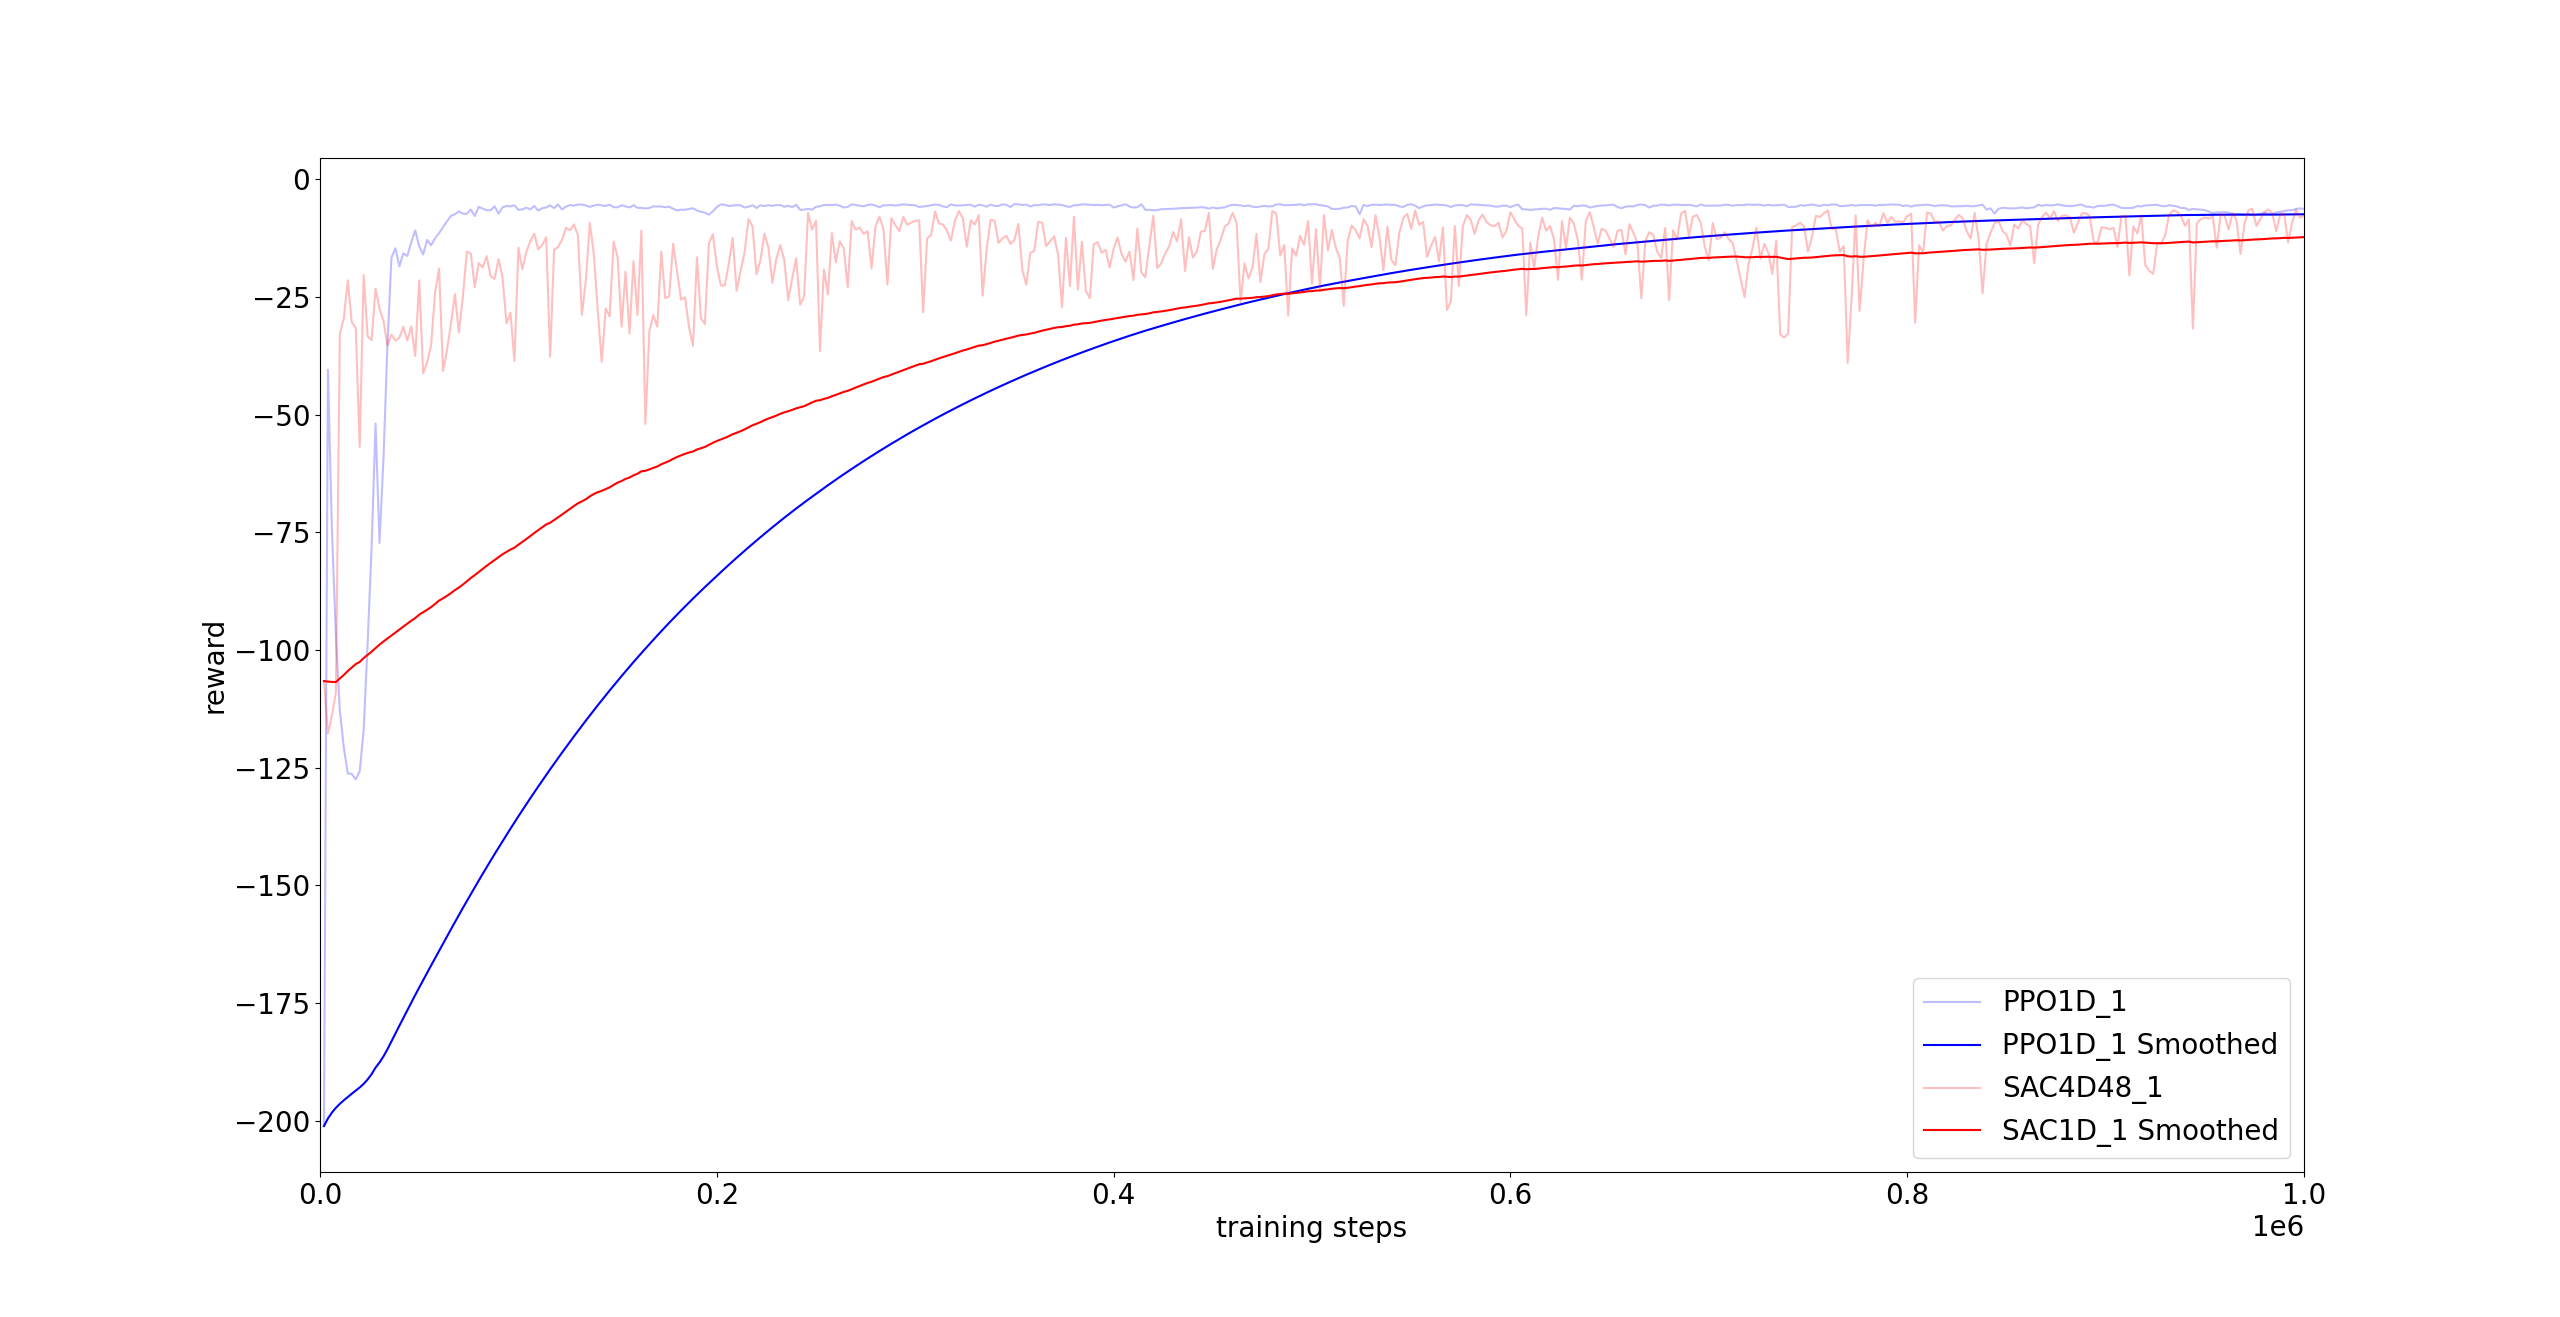 0
−25
−50
−75
−100
−125
−150
−175
−200
reward
0.0 0.2 0.4 0.6 0.8 1.0
training steps
1e6
PPO1D_1
PPO1D_1 Smoothed
SAC4D48_1
SAC1D_1 Smoothed